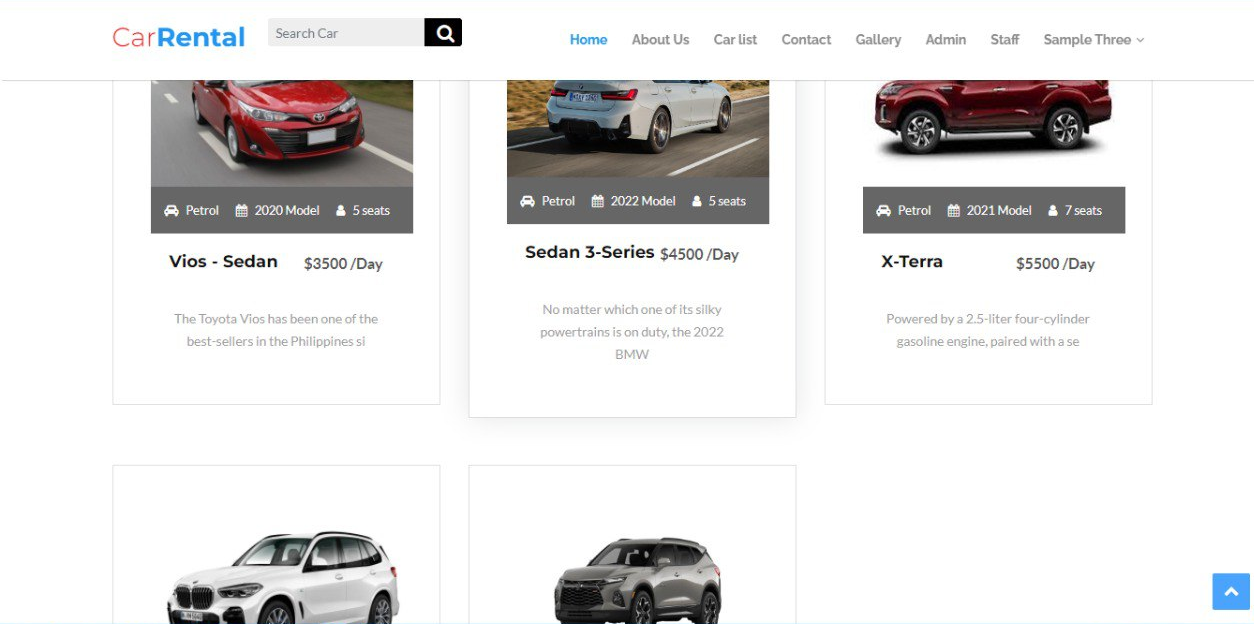 CarRental
Search Car
Home About Us Car list Contact Gallery Admin Staff Sample Three
Petrol 2020 Model 5 seats
Vios - Sedan $3500 /Day
The Toyota Vios has been one of the
best-sellers in the Philippines si
Petrol 2022 Model 5 seats
Sedan 3-Series $4500 /Day
No matter which one of its silky
powertrains is on duty, the 2022
BMW
Petrol 2021 Model 7 seats
X-Terra $5500 /Day
Powered by a 2.5-liter four-cylinder
gasoline engine, paired with a se